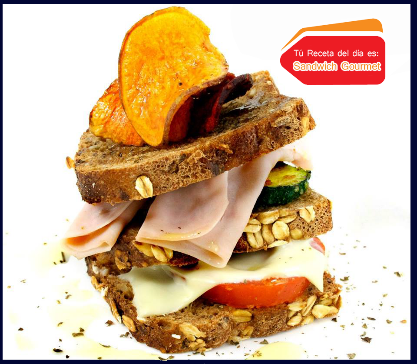 Tú Receta del día es:
Sandwich Gourmet